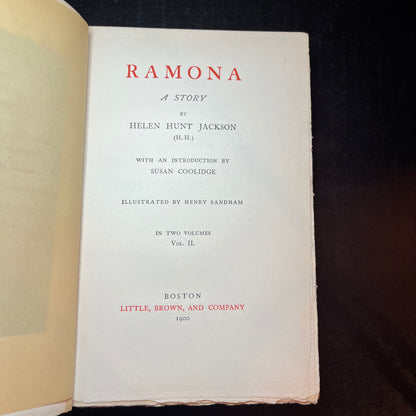 RAMONA
A STORY
BY
HELEN HUNT JACKSON
(H. H.)
WITH AN INTRODUCTION BY
SUSAN COOLIDGE
ILLUSTRATED BY HENRY SANDHAM
IN TWO VOLUMES
VOL. II.
BOSTON
LITTLE, BROWN, AND COMPANY
1900